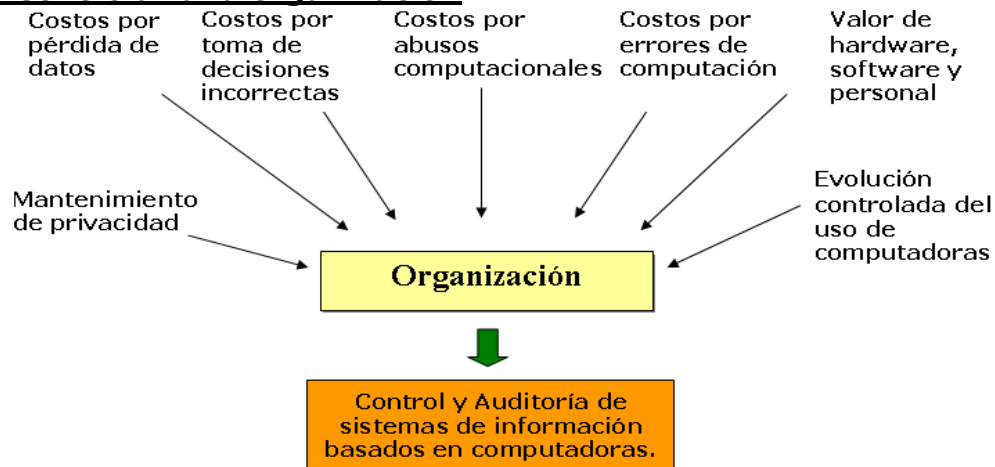 Costos por
pérdida de
datos
Costos por
toma de
decisiones
incorrectas
Costos por
abusos
computacionales
Costos por
errores de
computación
Valor de
hardware,
software y
personal
Mantenimiento
de privacidad
Evolución
controlada del
uso de
computadoras
Organización
Control y Auditoría de
sistemas de información
basados en computadoras.